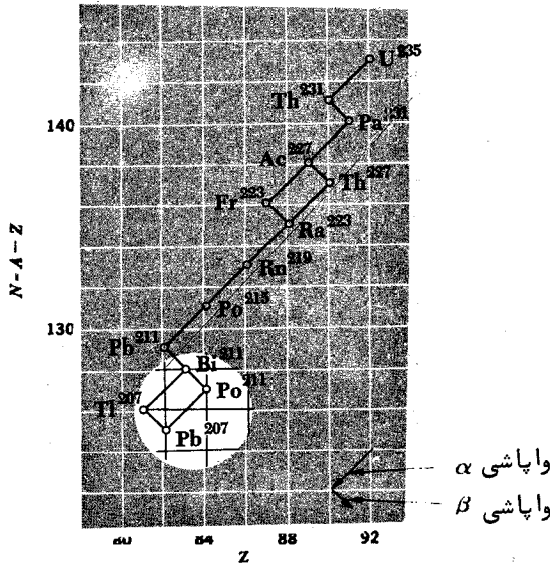 U235
Th231
140
Pa231
Ac227
Th227
Fr223
Ra223
N-A-Z
Rn219
Po215
130
Pb211
Bi211
Tl207
Po211
Pb207
واپاشی α
واپاشی β
80 84 88 92
Z